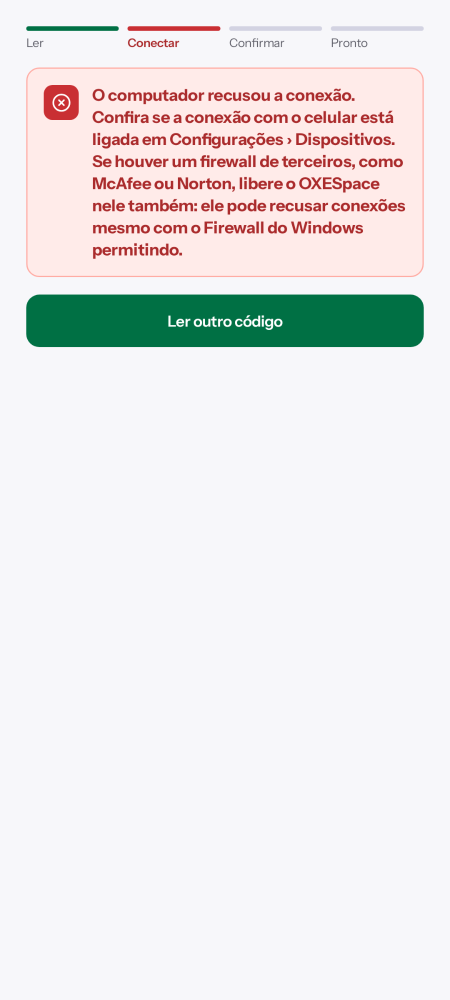 Ler
Conectar
Confirmar
Pronto
O computador recusou a conexão.
Confira se a conexão com o celular está
ligada em Configurações › Dispositivos.
Se houver um firewall de terceiros, como
McAfee ou Norton, libere o OXESpace
nele também: ele pode recusar conexões
mesmo com o Firewall do Windows
permitindo.
Ler outro código